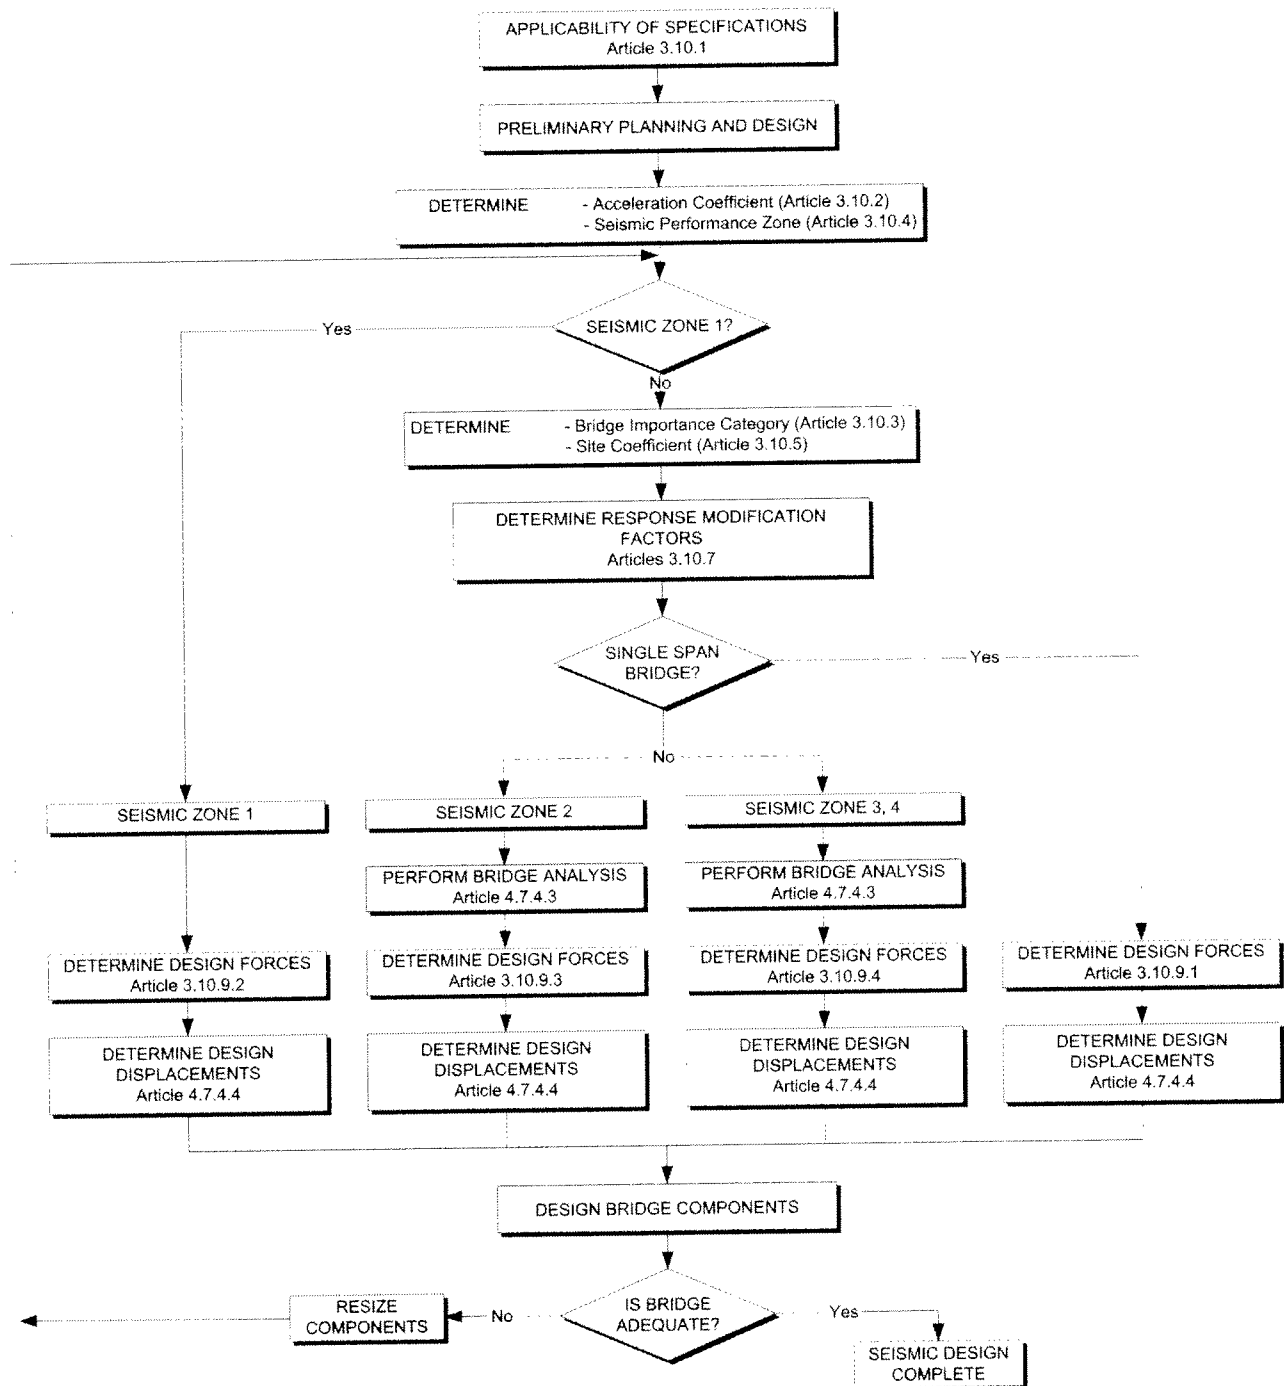 APPLICABILITY OF SPECIFICATIONS
Article 3.10.1
PRELIMINARY PLANNING AND DESIGN
DETERMINE - Acceleration Coefficient (Article 3.10.2)
- Seismic Performance Zone (Article 3.10.4)
Yes
SEISMIC ZONE 1?
No
DETERMINE - Bridge Importance Category (Article 3.10.3)
- Site Coefficient (Article 3.10.5)
DETERMINE RESPONSE MODIFICATION
FACTORS
Articles 3.10.7
SINGLE SPAN
BRIDGE?
Yes
No
SEISMIC ZONE 1
SEISMIC ZONE 2
SEISMIC ZONE 3, 4
PERFORM BRIDGE ANALYSIS
Article 4.7.4.3
PERFORM BRIDGE ANALYSIS
Article 4.7.4.3
DETERMINE DESIGN FORCES
Article 3.10.9.2
DETERMINE DESIGN FORCES
Article 3.10.9.3
DETERMINE DESIGN FORCES
Article 3.10.9.4
DETERMINE DESIGN FORCES
Article 3.10.9.1
DETERMINE DESIGN
DISPLACEMENTS
Article 4.7.4.4
DETERMINE DESIGN
DISPLACEMENTS
Article 4.7.4.4
DETERMINE DESIGN
DISPLACEMENTS
Article 4.7.4.4
DETERMINE DESIGN
DISPLACEMENTS
Article 4.7.4.4
DESIGN BRIDGE COMPONENTS
RESIZE
COMPONENTS
No
IS BRIDGE
ADEQUATE?
Yes
SEISMIC DESIGN
COMPLETE